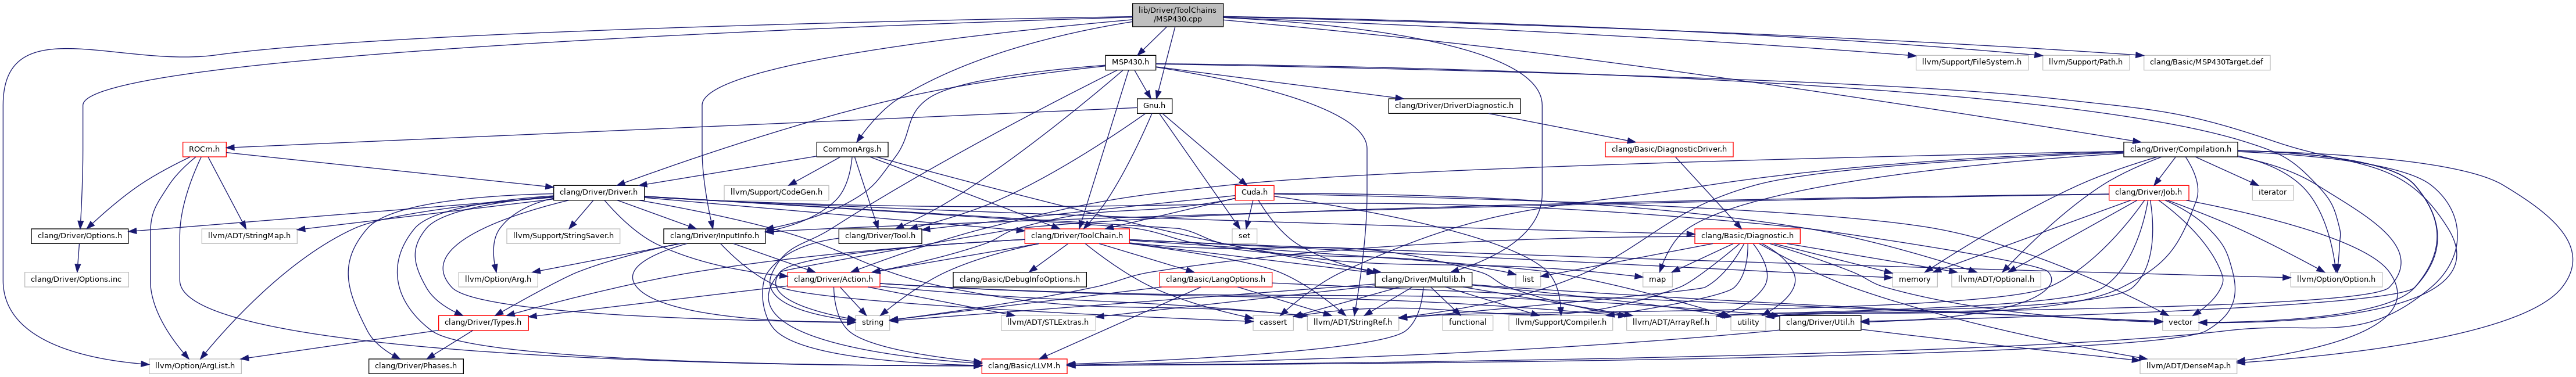 lib/Driver/ToolChains
/MSP430.cpp
MSP430.h
llvm/Support/FileSystem.h
llvm/Support/Path.h
clang/Basic/MSP430Target.def
Gnu.h
clang/Driver/DriverDiagnostic.h
ROCm.h
CommonArgs.h
clang/Basic/DiagnosticDriver.h
clang/Driver/Compilation.h
clang/Driver/Driver.h
llvm/Support/CodeGen.h
Cuda.h
clang/Driver/Job.h
iterator
clang/Driver/Options.h
llvm/ADT/StringMap.h
llvm/Support/StringSaver.h
clang/Driver/InputInfo.h
clang/Driver/Tool.h
clang/Driver/ToolChain.h
set
clang/Basic/Diagnostic.h
clang/Driver/Options.inc
llvm/Option/Arg.h
clang/Driver/Action.h
clang/Basic/DebugInfoOptions.h
clang/Basic/LangOptions.h
clang/Driver/Multilib.h
list
map
memory
llvm/ADT/Optional.h
llvm/Option/Option.h
clang/Driver/Types.h
string
llvm/ADT/STLExtras.h
cassert
llvm/ADT/StringRef.h
functional
llvm/Support/Compiler.h
llvm/ADT/ArrayRef.h
utility
clang/Driver/Util.h
vector
llvm/Option/ArgList.h
clang/Driver/Phases.h
clang/Basic/LLVM.h
llvm/ADT/DenseMap.h